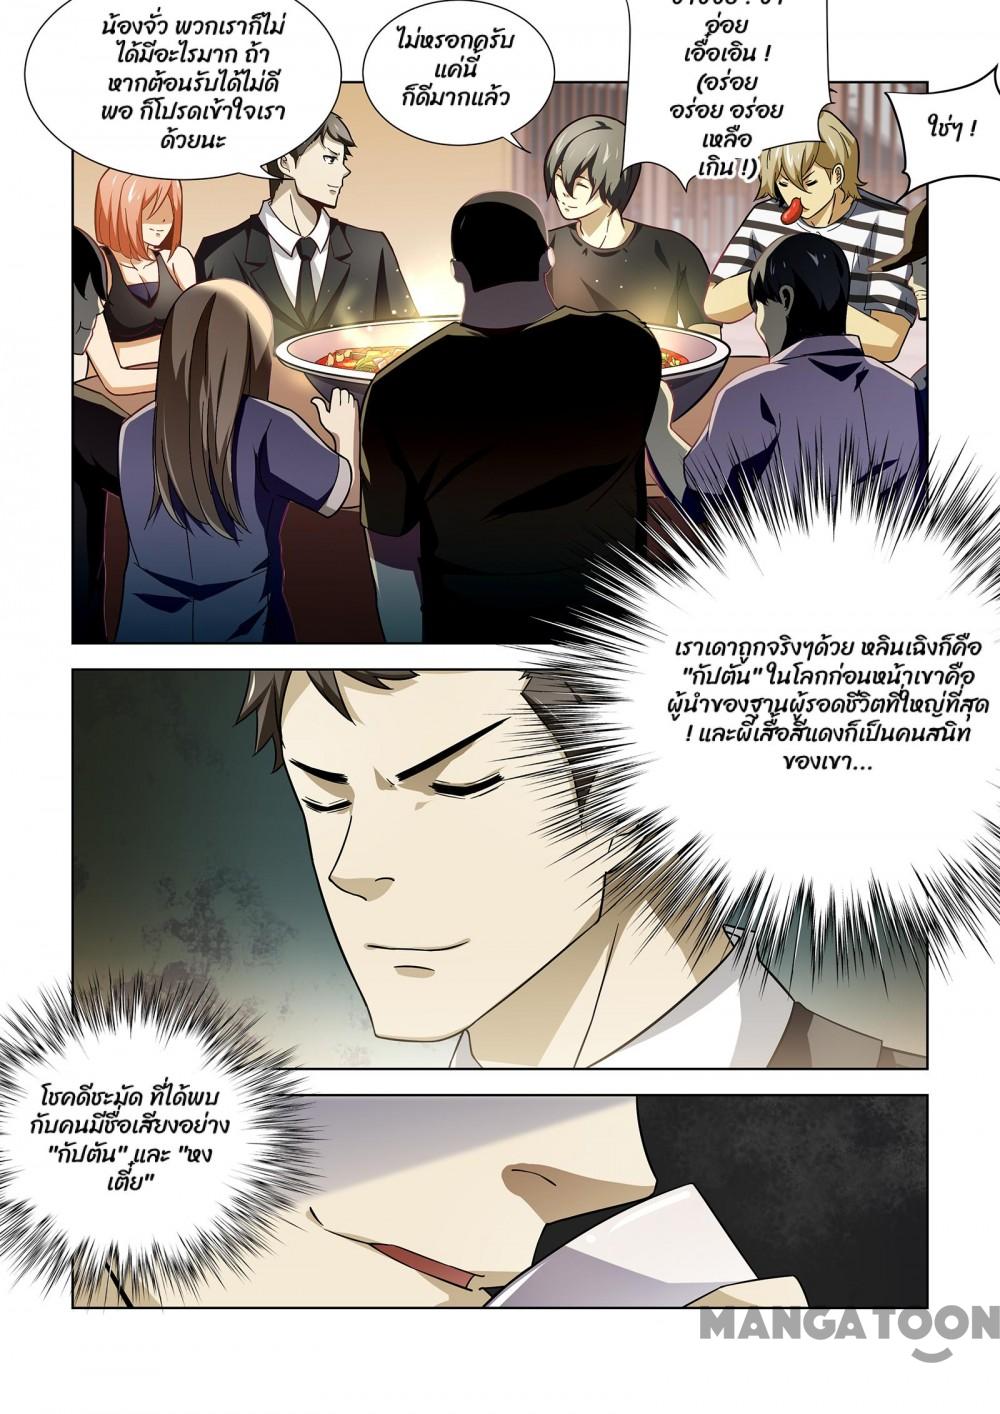 น้องจั่ว พวกเราก็ไม่
ได้มีอะไรมาก ถ้า
หากต้อนรับได้ไม่ดี
พอ ก็โปรดเข้าใจเรา
ด้วยนะ
ไม่หรอกครับ
แค่นี้
ก็ดีมากแล้ว
อ่อย
เอื๋อเอิน !
(อร่อย
อร่อย อร่อย
เหลือ
เกิน !)
ใช่ๆ !
เราเดาถูกจริงๆด้วย หลินเฉิงก็คือ
"กัปตัน" ในโลกก่อนหน้าเขาคือ
ผู้นำของฐานผู้รอดชีวิตที่ใหญ่ที่สุด
! และผีเสื้อสีแดงก็เป็นคนสนิท
ของเขา...
โชคดีชะมัด ที่ได้พบ
กับคนมีชื่อเสียงอย่าง
"กัปตัน" และ "หง
เตี๋ย"
MANGATOON